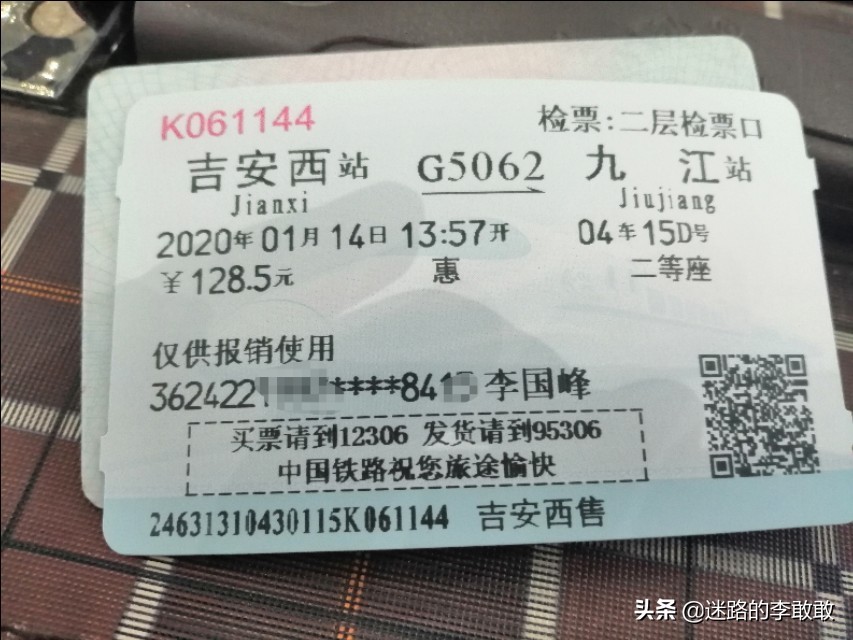 K061144 检票:二层检票口
吉安西站 G5062 九江站
Jianxi Jiujiang
2020年01月14日 13:57开 04车15D号
¥128.5元 惠 二等座
仅供报销使用
362422 ****84 李国峰
买票请到12306 发货请到95306
中国铁路祝您旅途愉快
24631310430115K061144 吉安西售
头条 @迷路的李敢敢